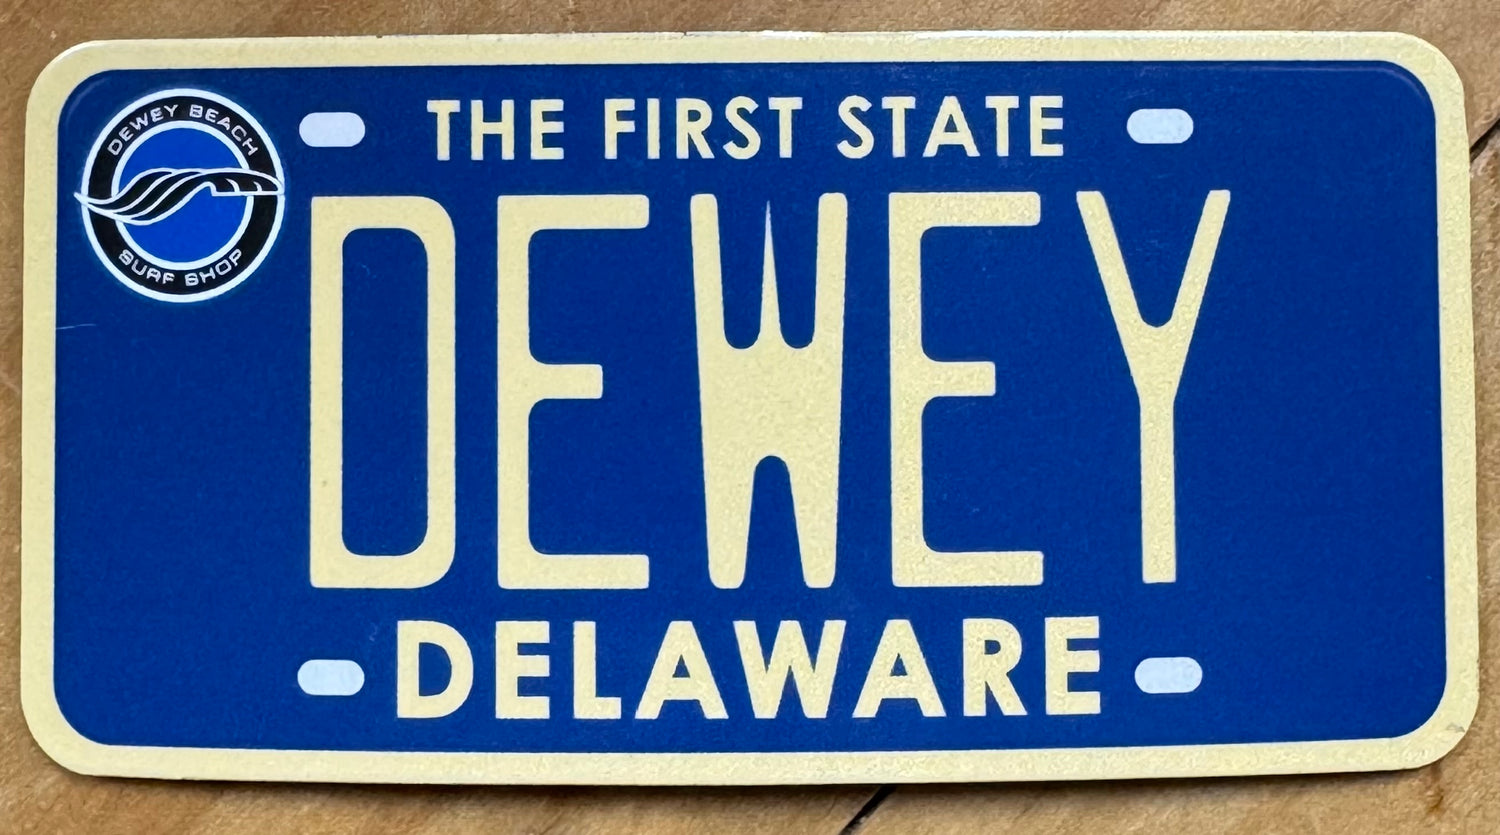 DEWEY BEACH
SURF SHOP
THE FIRST STATE
DEWEY
DELAWARE